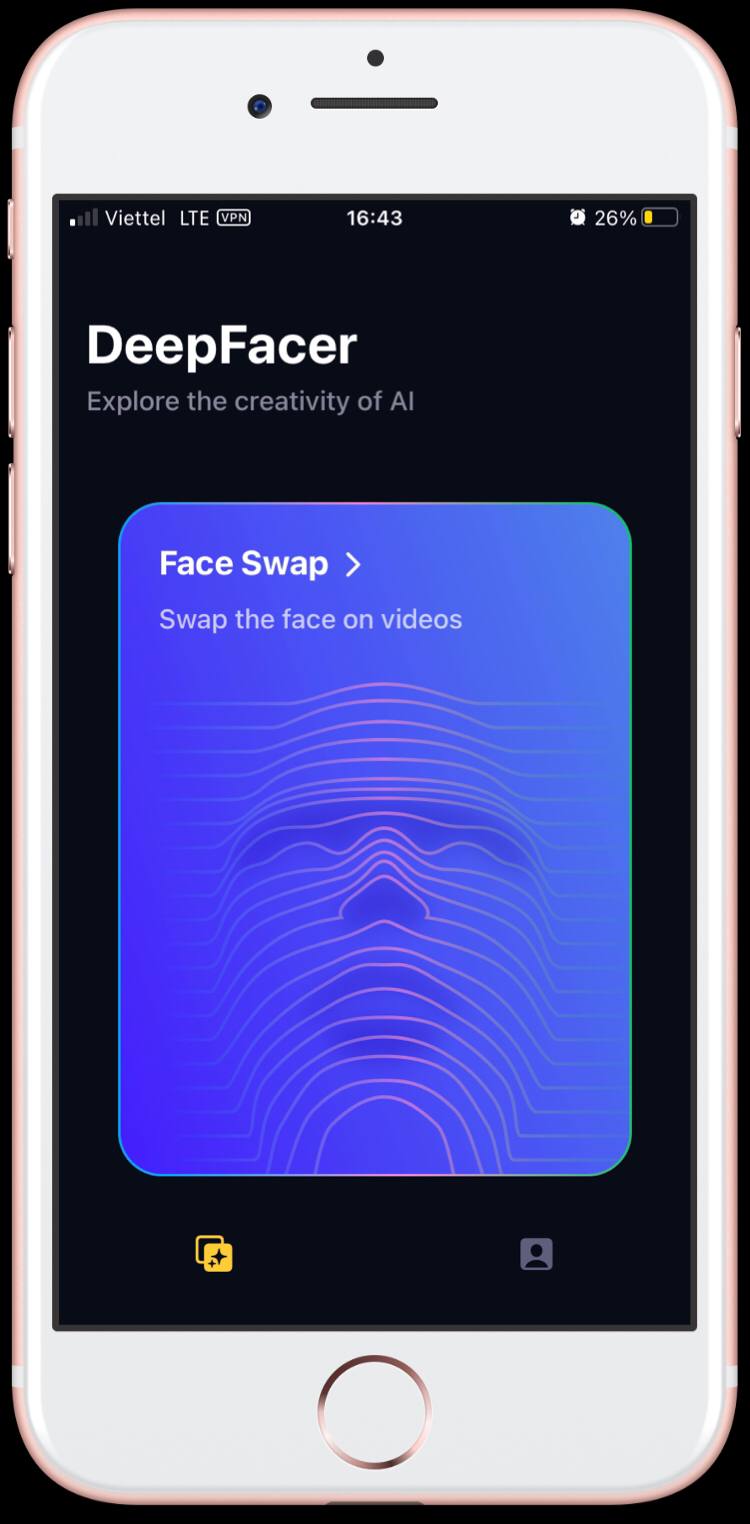 Viettel LTE VPN 16:43 26%
DeepFacer
Explore the creativity of AI
Face Swap
Swap the face on videos